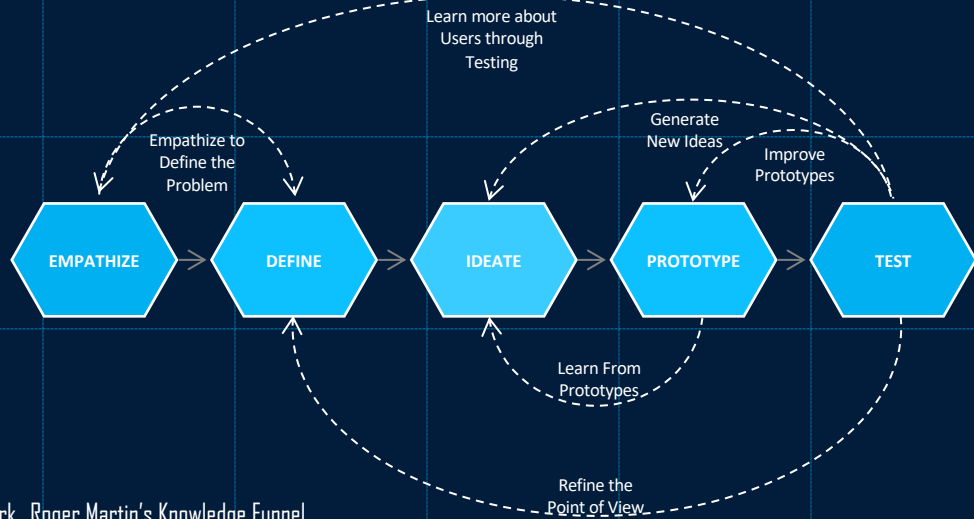 Learn more about
Users through
Testing
Generate
New Ideas
Empathize to
Define the
Problem
Improve
Prototypes
EMPATHIZE
DEFINE
IDEATE
PROTOTYPE
TEST
Learn From
Prototypes
Refine the
Point of View
Roger Martin's Knowledge Funnel